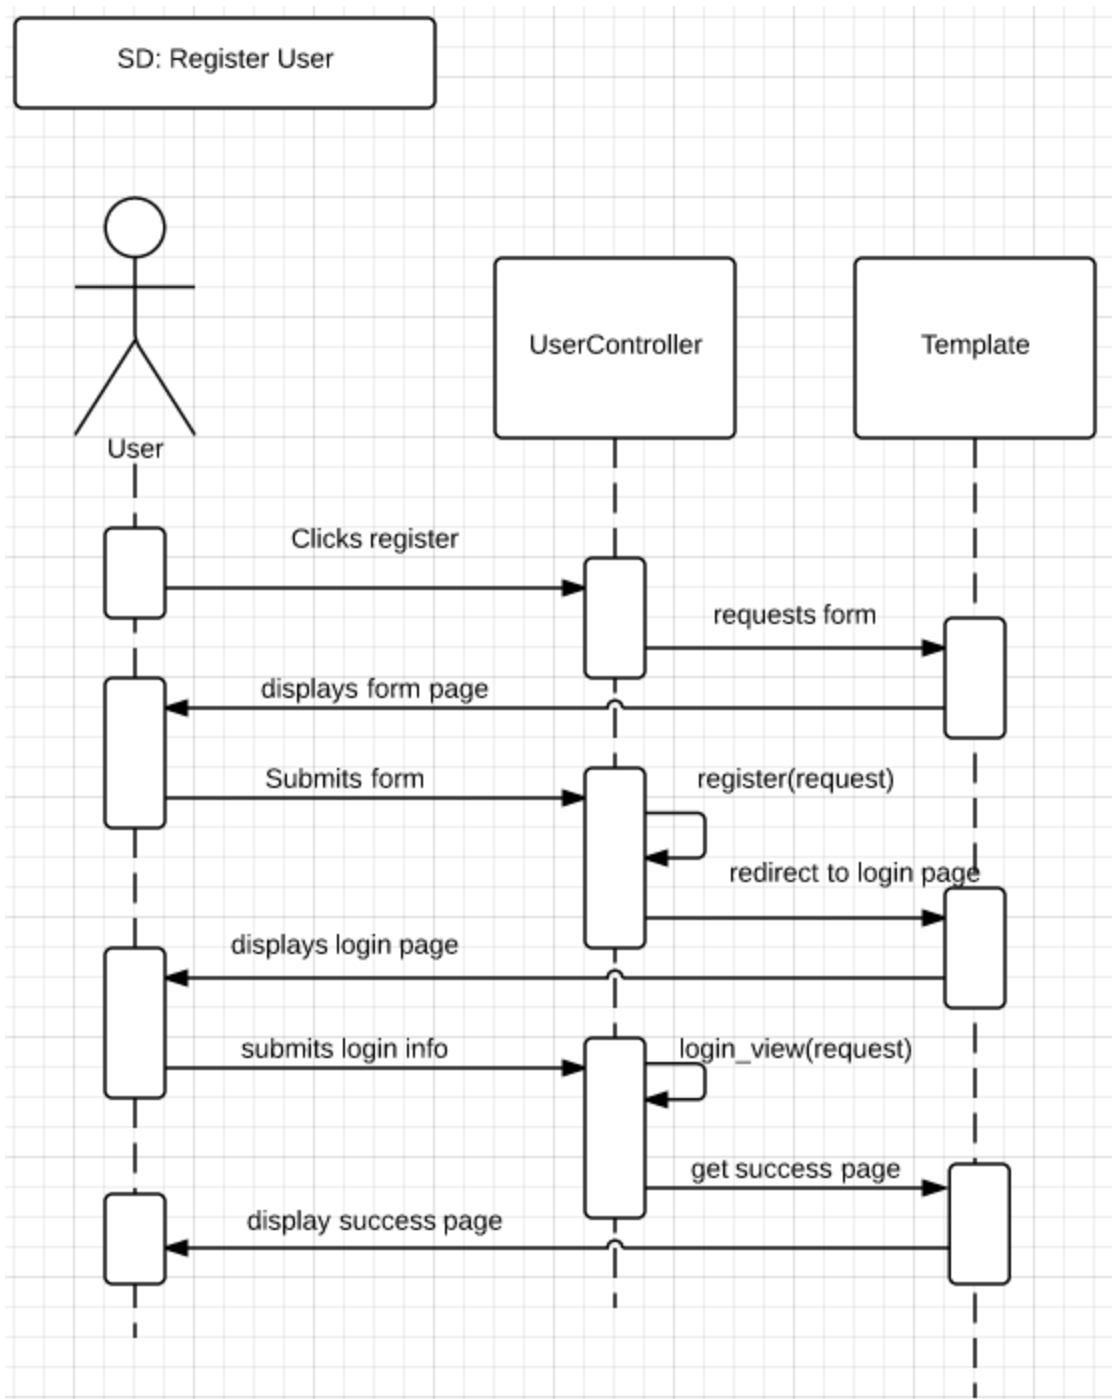 SD: Register User
UserController
Template
User
Clicks register
requests form
displays form page
Submits form
register(request)
redirect to login page
displays login page
submits login info
login_view(request)
get success page
display success page